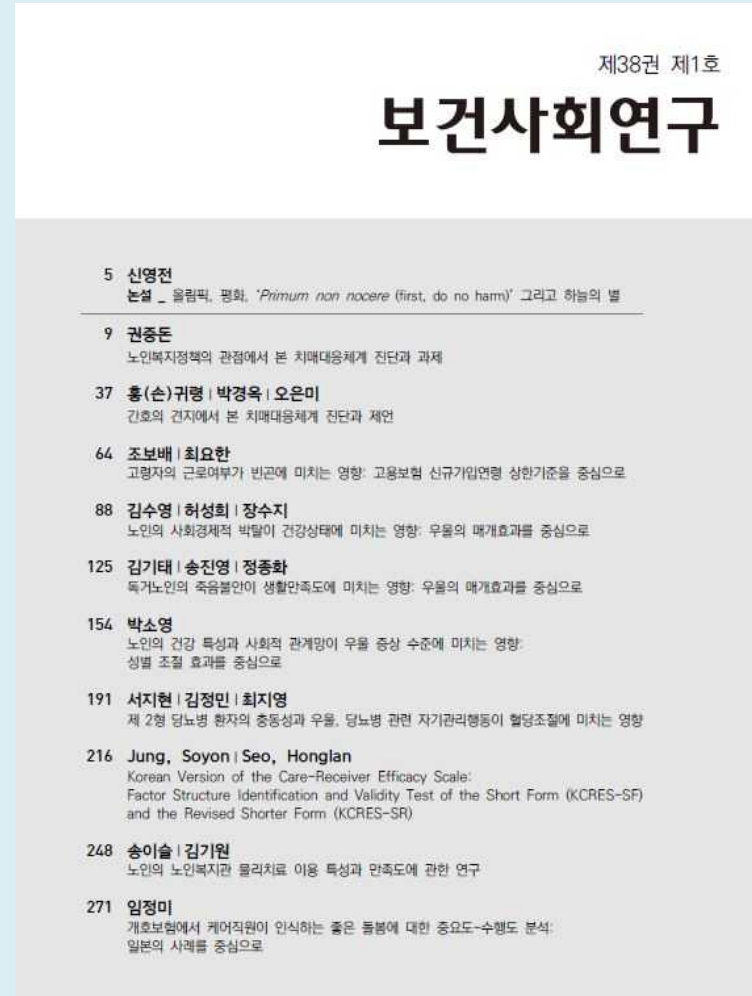 제38권 제1호
보건사회연구
5 신영전
논설 _ 올림픽, 평화, ‘Primum non nocere (first, do no harm)’ 그리고 하늘의 별
9 권중돈
노인복지정책의 관점에서 본 치매대응체계 진단과 과제
37 홍(손)귀령 | 박경옥 | 오은미
간호의 견지에서 본 치매대응체계 진단과 제언
64 조보배 | 최요한
고령자의 근로여부가 빈곤에 미치는 영향: 고용보험 신규가입연령 상한기준을 중심으로
88 김수영 | 허성희 | 장수지
노인의 사회경제적 박탈이 건강상태에 미치는 영향: 우울의 매개효과를 중심으로
125 김기태 | 송진영 | 정종화
독거노인의 죽음불안이 생활만족도에 미치는 영향: 우울의 매개효과를 중심으로
154 박소영
노인의 건강 특성과 사회적 관계망이 우울 증상 수준에 미치는 영향:
성별 조절 효과를 중심으로
191 서지현 | 김정민 | 최지영
제 2형 당뇨병 환자의 충동성과 우울, 당뇨병 관련 자기관리행동이 혈당조절에 미치는 영향
216 Jung, Soyon | Seo, Honglan
Korean Version of the Care-Receiver Efficacy Scale:
Factor Structure Identification and Validity Test of the Short Form (KCRES-SF)
and the Revised Shorter Form (KCRES-SR)
248 송이슬 | 김기원
노인의 노인복지관 물리치료 이용 특성과 만족도에 관한 연구
271 임정미
개호보험에서 케어직원이 인식하는 좋은 돌봄에 대한 중요도-수행도 분석:
일본의 사례를 중심으로